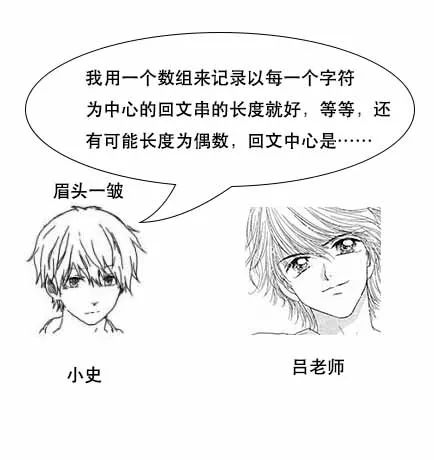 我用一个数组来记录以每一个字符
为中心的回文串的长度就好，等等，还
有可能长度为偶数，回文中心是……
眉头一皱
小史
吕老师